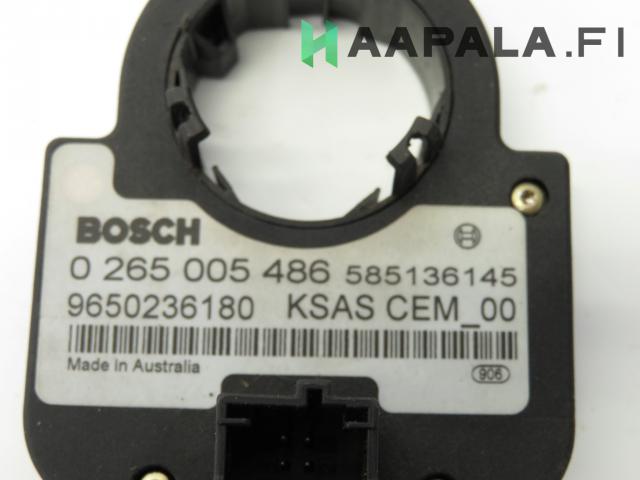 HAAPALA.FI
BOSCH
0 265 005 486 585136145
9650236180 KSAS CEM_00
Made in Australia
906